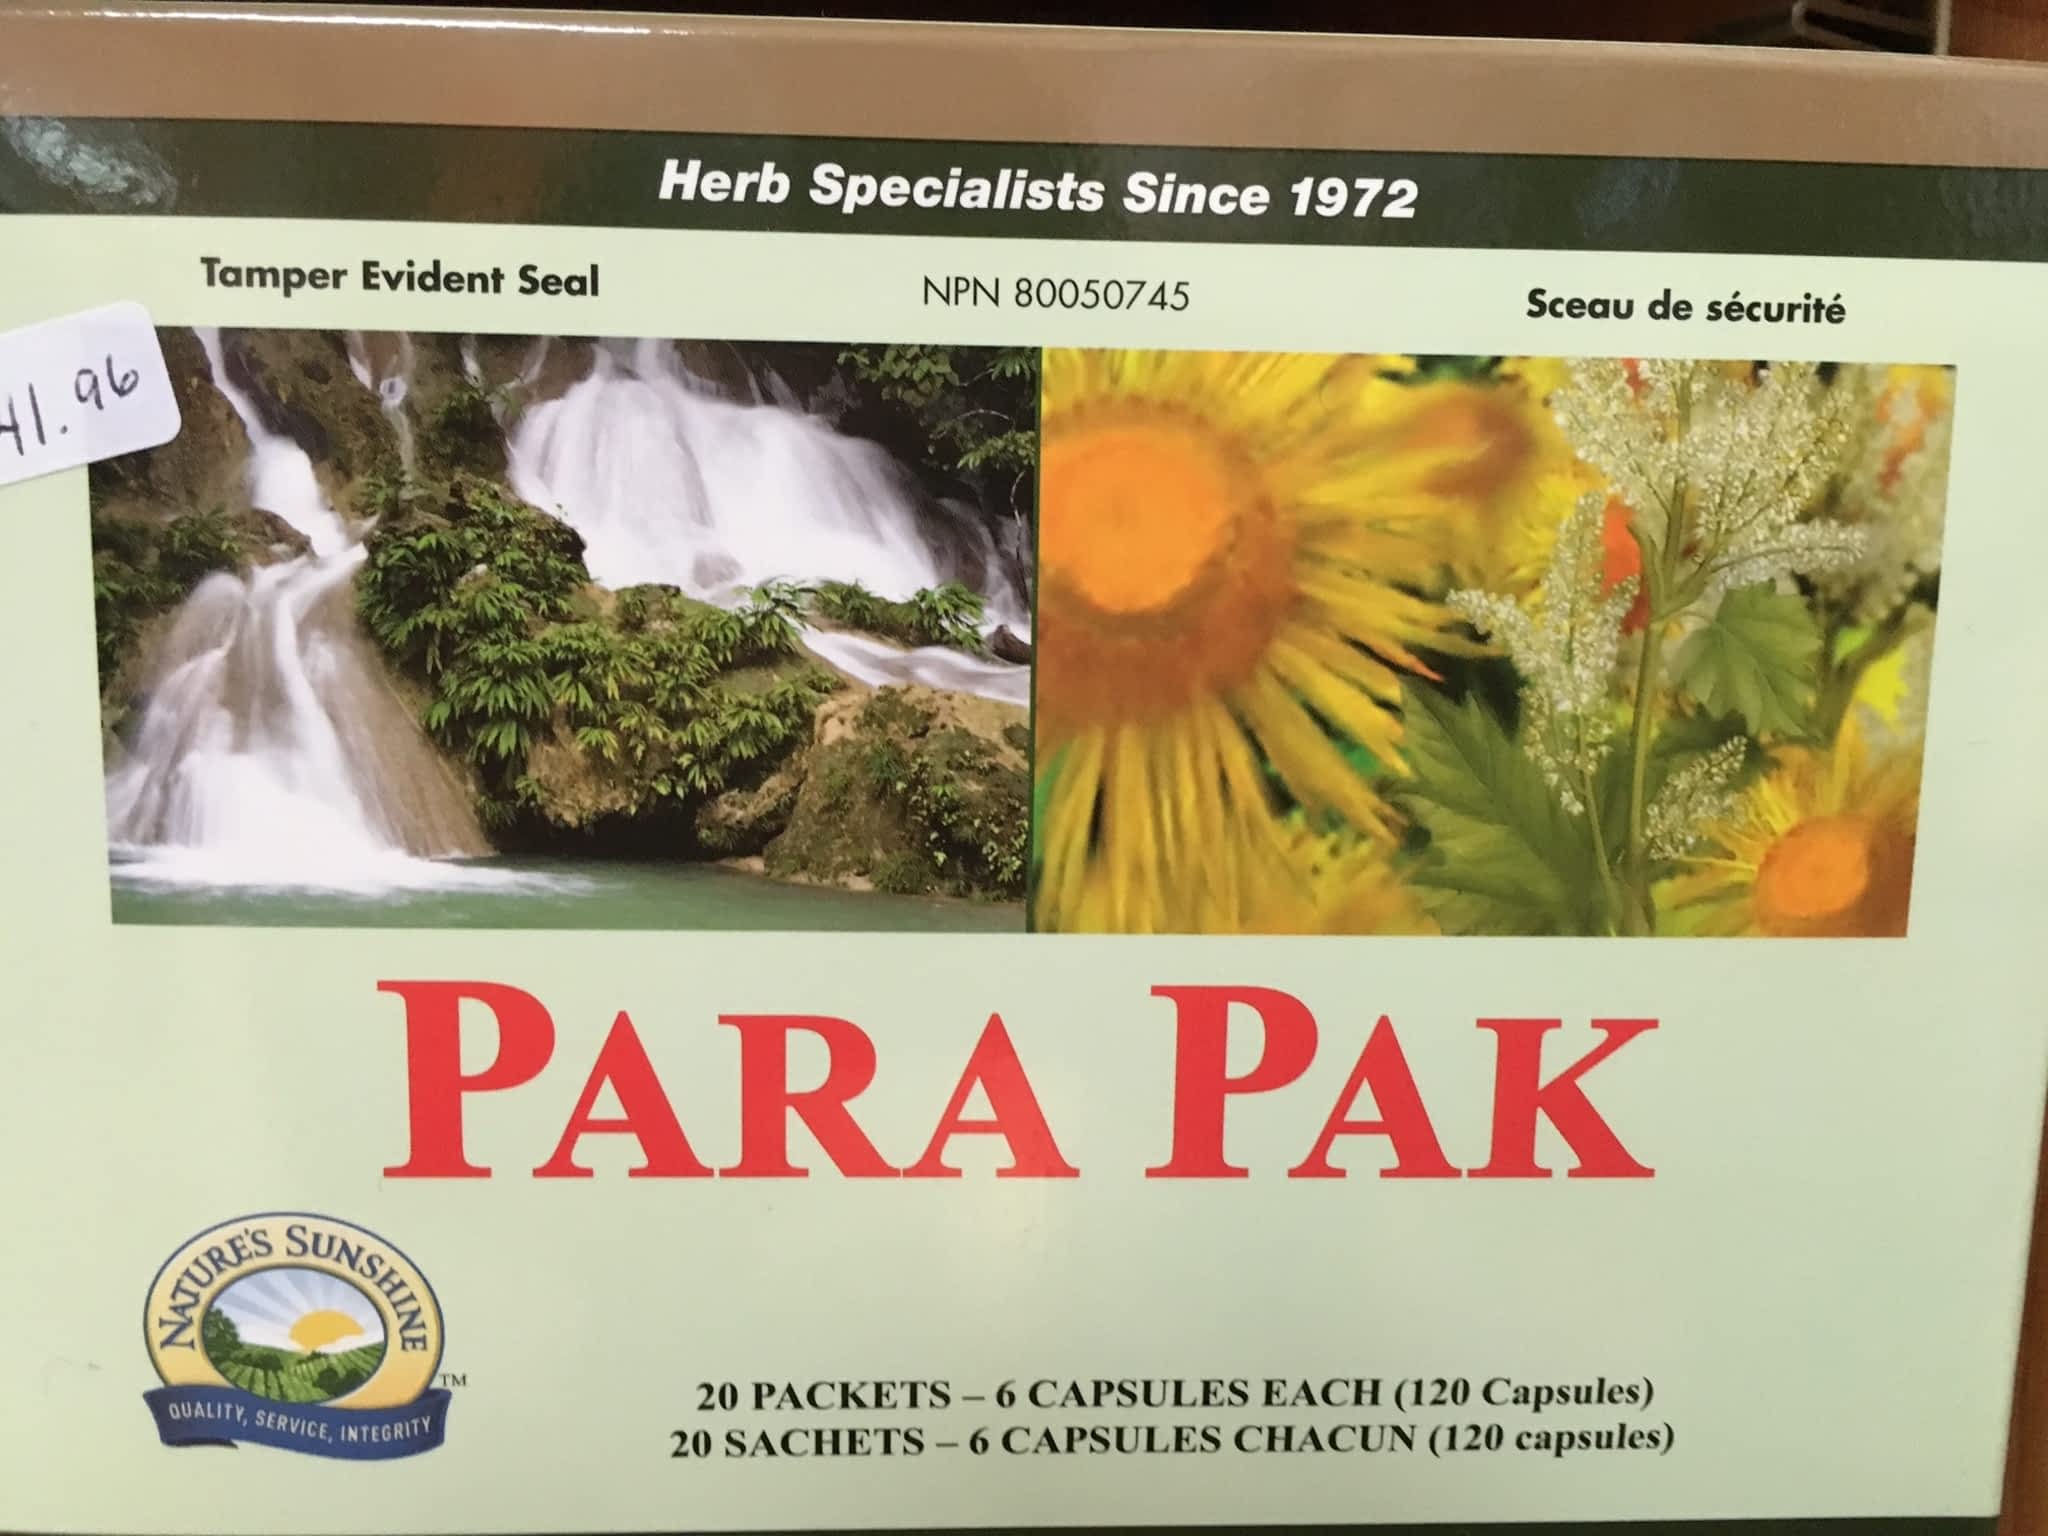 Herb Specialists Since 1972
Tamper Evident Seal
NPN 80050745
Sceau de sécurité
41.96
PARA PAK
NATURE'S SUNSHINE
TM
QUALITY, SERVICE, INTEGRITY
20 PACKETS – 6 CAPSULES EACH (120 Capsules)
20 SACHETS – 6 CAPSULES CHACUN (120 capsules)